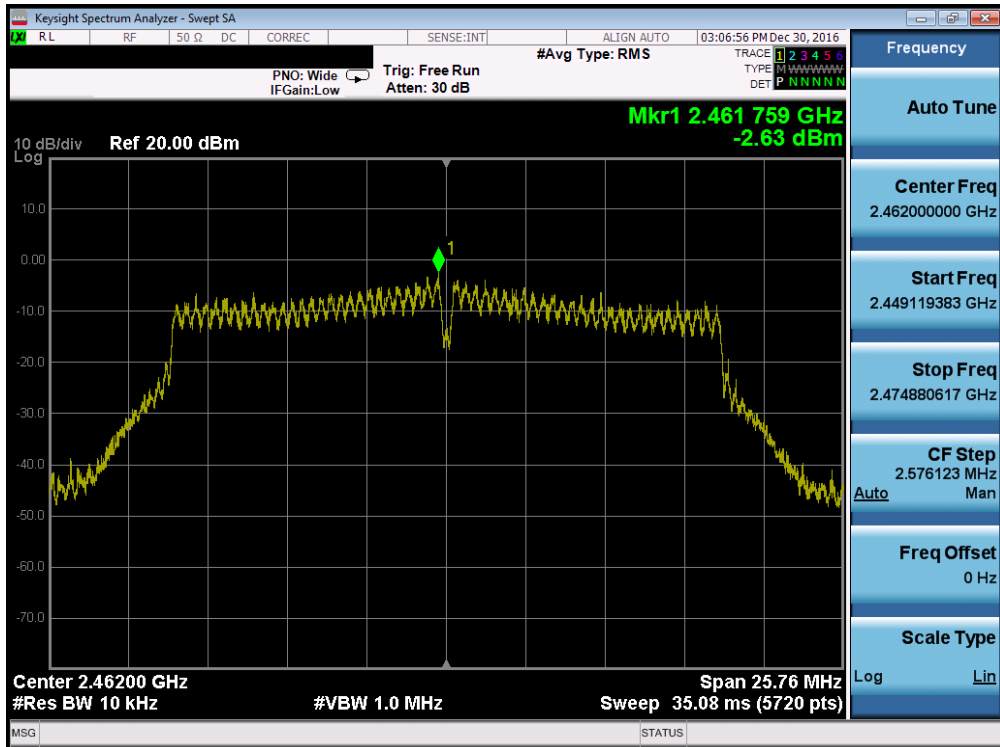 Keysight Spectrum Analyzer - Swept SA
LXI RL RF 50 Ω DC CORREC SENSE:INT ALIGN AUTO 03:06:56 PM Dec 30, 2016
#Avg Type: RMS TRACE 1 2 3 4 5 6
PNO: Wide Trig: Free Run TYPE M WWWWW
IFGain:Low Atten: 30 dB DET P N N N N N
Mkr1 2.461 759 GHz
-2.63 dBm
10 dB/div Ref 20.00 dBm
Log
1
10.0
0.00
-10.0
-20.0
-30.0
-40.0
-50.0
-60.0
-70.0
Center 2.46200 GHz Span 25.76 MHz
#Res BW 10 kHz #VBW 1.0 MHz Sweep 35.08 ms (5720 pts)
MSG STATUS
Frequency
Auto Tune
Center Freq
2.462000000 GHz
Start Freq
2.449119383 GHz
Stop Freq
2.474880617 GHz
CF Step
2.576123 MHz
Auto Man
Freq Offset
0 Hz
Scale Type
Log Lin